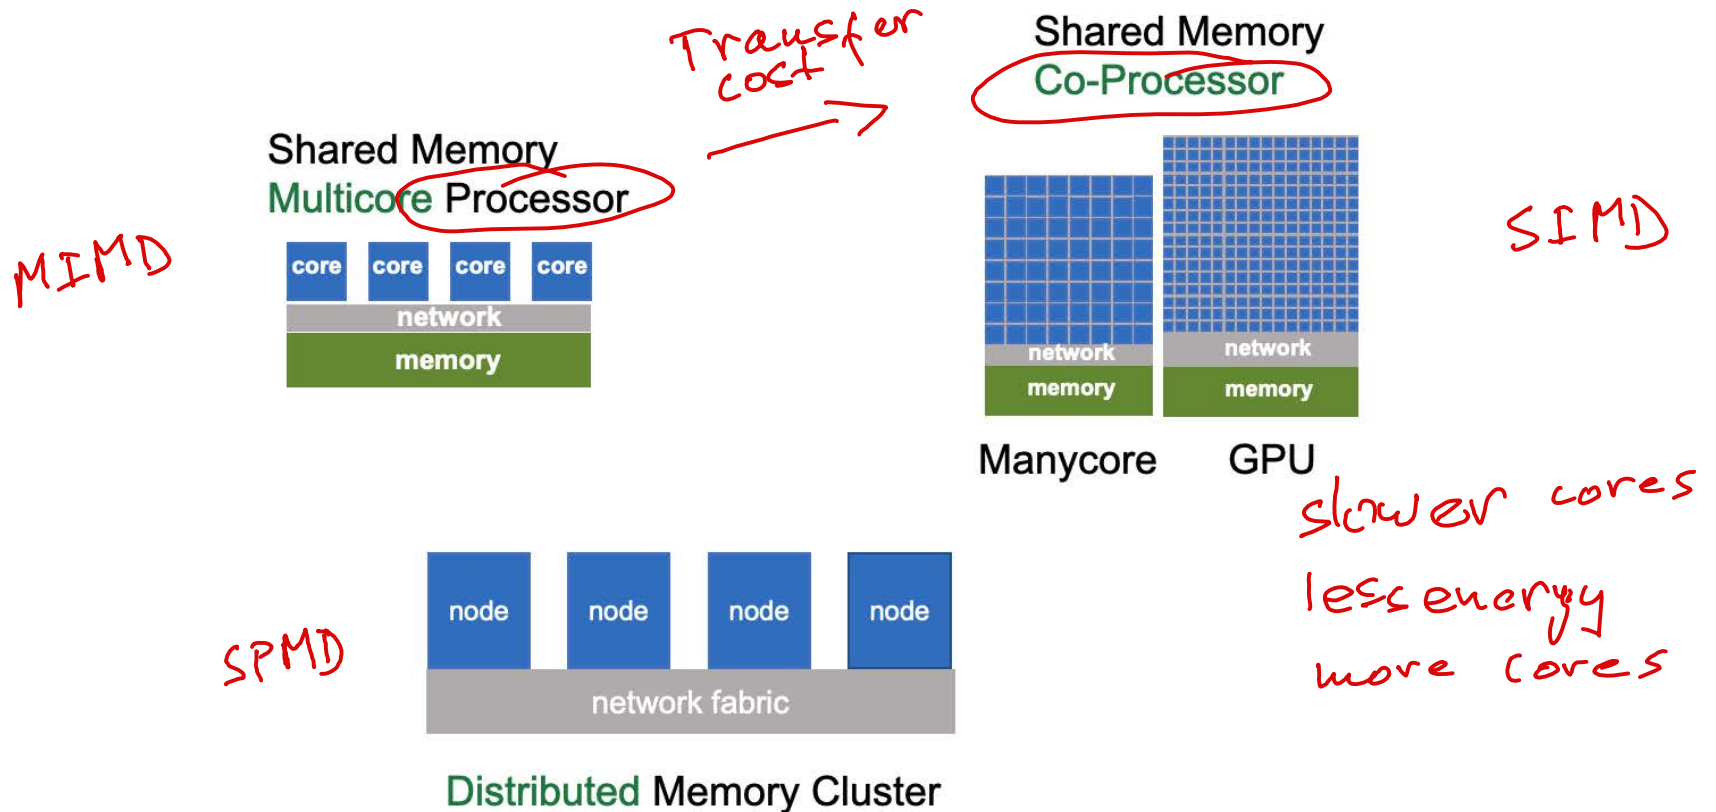 Transfer
cost
Shared Memory
Co-Processor
Shared Memory
Multicore Processor
MIMD
core core core core
network
memory
SIMD
network
memory
network
memory
Manycore GPU
slower cores
less energy
more cores
SPMD
node node node node
network fabric
Distributed Memory Cluster